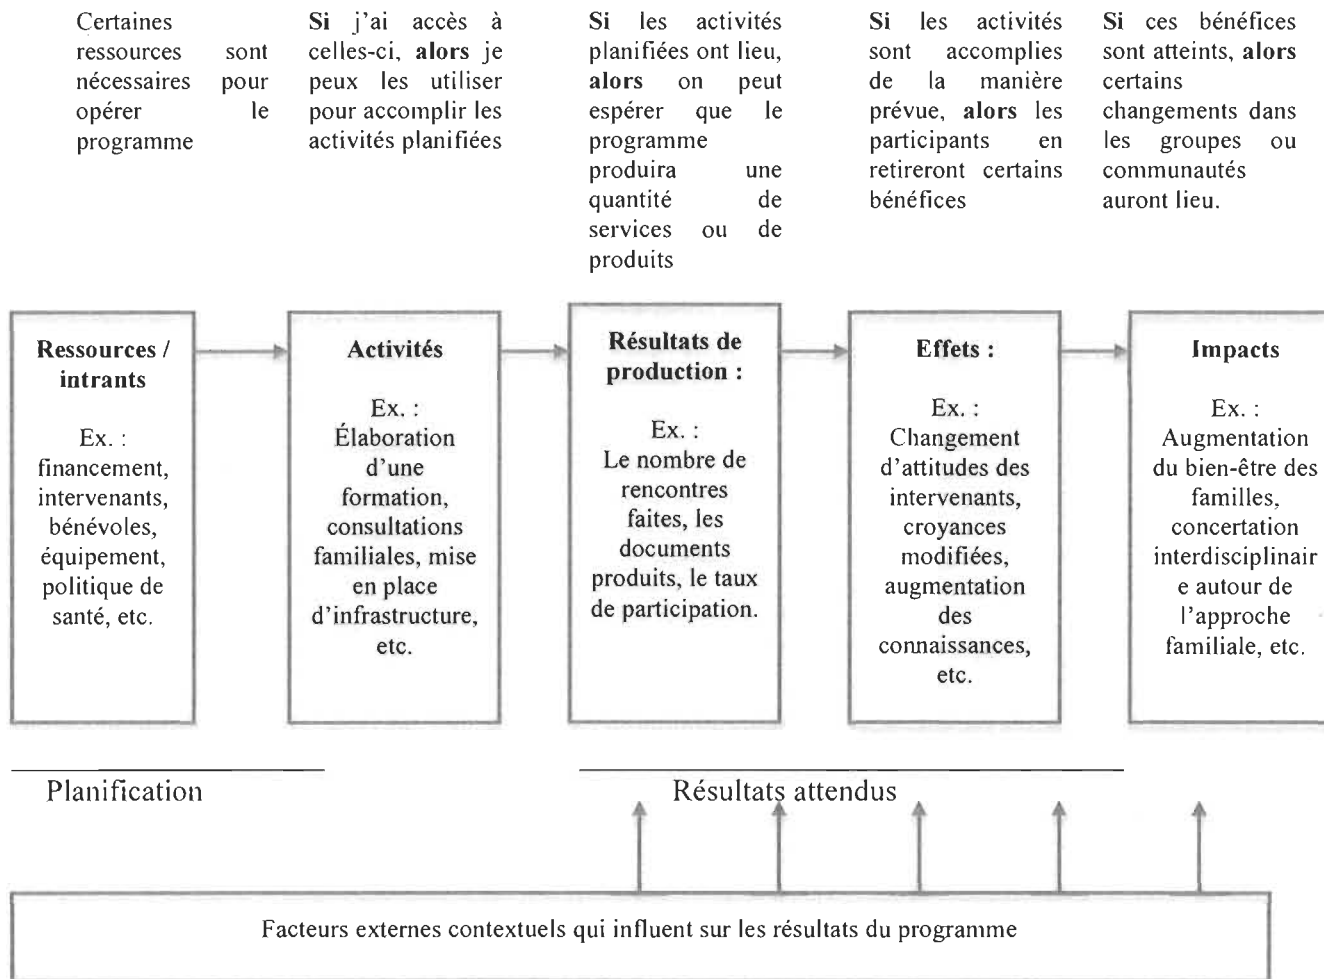 Certaines
ressources sont
nécessaires pour
opérer le
programme
Si j'ai accès à
celles-ci, alors je
peux les utiliser
pour accomplir les
activités planifiées
Si les activités
planifiées ont lieu,
alors on peut
espérer que le
programme
produira une
quantité de
services ou de
produits
Si les activités
sont accomplies
de la manière
prévue, alors les
participants en
retireront certains
bénéfices
Si ces bénéfices
sont atteints, alors
certains
changements dans
les groupes ou
communautés
auront lieu.
Ressources /
intrants
Ex. :
financement,
intervenants,
bénévoles,
équipement,
politique de
santé, etc.
Activités
Ex. :
Élaboration
d'une
formation,
consultations
familiales, mise
en place
d'infrastructure,
etc.
Résultats de
production :
Ex. :
Le nombre de
rencontres
faites, les
documents
produits, le taux
de participation.
Effets :
Ex. :
Changement
d'attitudes des
intervenants,
croyances
modifiées,
augmentation
des
connaissances,
etc.
Impacts
Ex. :
Augmentation
du bien-être des
familles,
concertation
interdisciplinair
e autour de
l'approche
familiale, etc.
Planification
Résultats attendus
Facteurs externes contextuels qui influent sur les résultats du programme